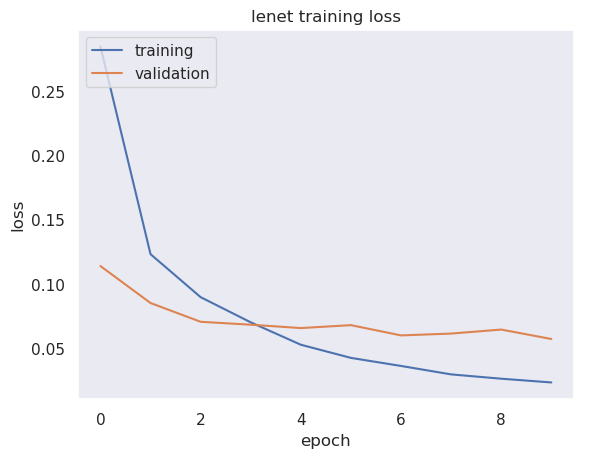 lenet training loss
training
validation
0.25
0.20
0.15
0.10
0.05
loss
0 2 4 6 8
epoch